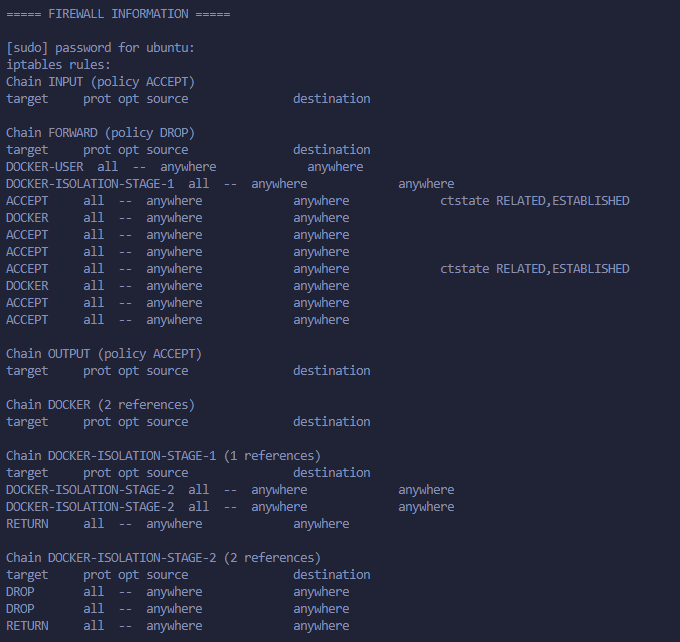 ===== FIREWALL INFORMATION =====
[sudo] password for ubuntu:
iptables rules:
Chain INPUT (policy ACCEPT)
target     prot opt source               destination
Chain FORWARD (policy DROP)
target     prot opt source               destination
DOCKER-USER  all  --  anywhere             anywhere
DOCKER-ISOLATION-STAGE-1  all  --  anywhere             anywhere
ACCEPT     all  --  anywhere             anywhere             ctstate RELATED,ESTABLISHED
DOCKER     all  --  anywhere             anywhere
ACCEPT     all  --  anywhere             anywhere
ACCEPT     all  --  anywhere             anywhere
ACCEPT     all  --  anywhere             anywhere             ctstate RELATED,ESTABLISHED
DOCKER     all  --  anywhere             anywhere
ACCEPT     all  --  anywhere             anywhere
ACCEPT     all  --  anywhere             anywhere
Chain OUTPUT (policy ACCEPT)
target     prot opt source               destination
Chain DOCKER (2 references)
target     prot opt source               destination
Chain DOCKER-ISOLATION-STAGE-1 (1 references)
target     prot opt source               destination
DOCKER-ISOLATION-STAGE-2  all  --  anywhere             anywhere
DOCKER-ISOLATION-STAGE-2  all  --  anywhere             anywhere
RETURN     all  --  anywhere             anywhere
Chain DOCKER-ISOLATION-STAGE-2 (2 references)
target     prot opt source               destination
DROP       all  --  anywhere             anywhere
DROP       all  --  anywhere             anywhere
RETURN     all  --  anywhere             anywhere